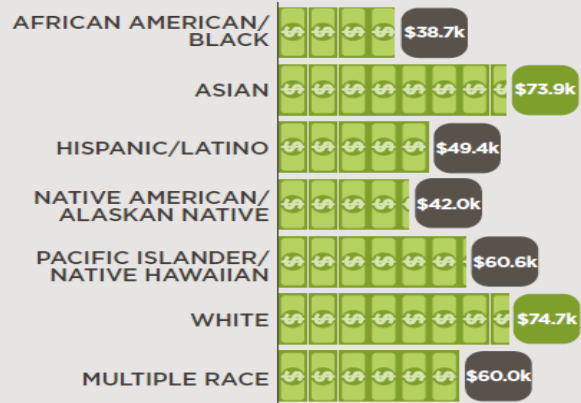 AFRICAN AMERICAN/
BLACK
$38.7k
ASIAN
$73.9k
HISPANIC/LATINO
$49.4k
NATIVE AMERICAN/
ALASKAN NATIVE
$42.0k
PACIFIC ISLANDER/
NATIVE HAWAIIAN
$60.6k
WHITE
$74.7k
MULTIPLE RACE
$60.0k